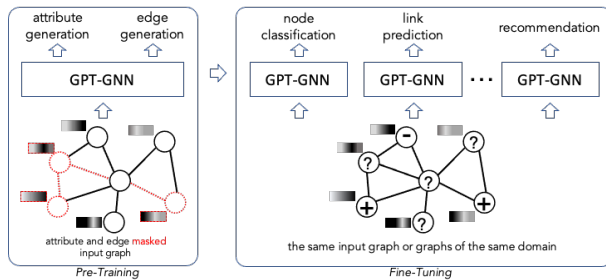 attribute generation
edge generation
GPT-GNN
attribute and edge masked
input graph
Pre-Training
node classification
link prediction
recommendation
GPT-GNN
GPT-GNN
...
GPT-GNN
-
?
?
?
+
+
?
the same input graph or graphs of the same domain
Fine-Tuning